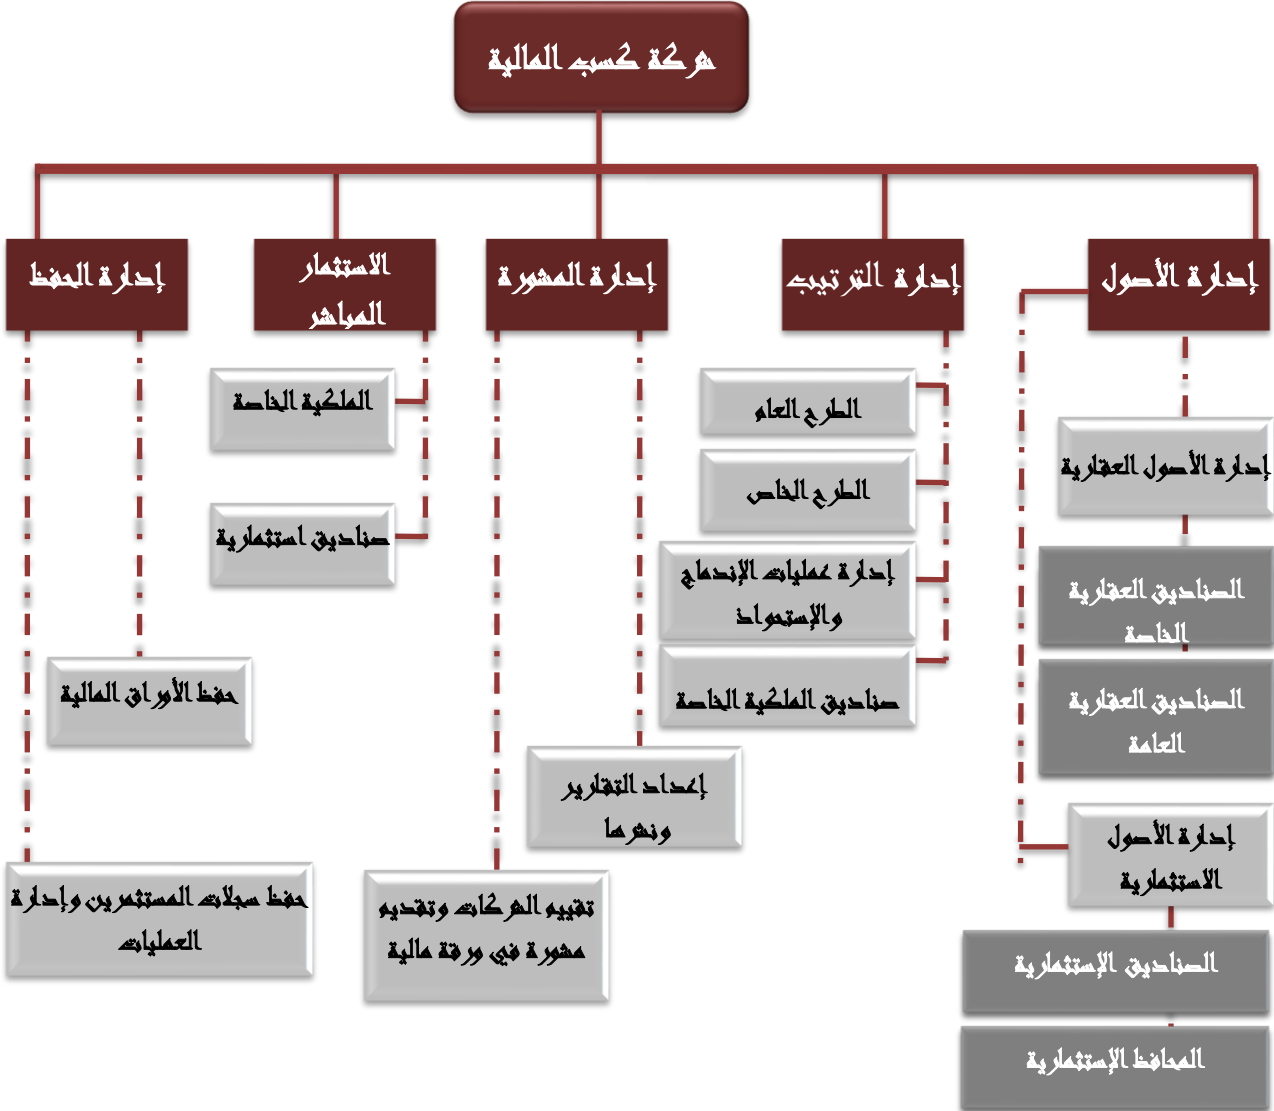 شركة كسب المالية
إدارة الأصول
إدارة الترتيب
إدارة المشورة
الاستثمار
المباشر
إدارة الحفظ
إدارة الأصول العقارية
الصناديق العقارية
الخاصة
الصناديق العقارية
العامة
إدارة الأصول
الاستثمارية
الصناديق الإستثمارية
المحافظ الإستثمارية
الطرح العام
الطرح الخاص
إدارة عمليات الإندماج
والإستحواذ
صناديق الملكية الخاصة
إعداد التقارير
ونشرها
تقييم الشركات وتقديم
مشورة في ورقة مالية
الملكية الخاصة
صناديق استثمارية
حفظ الأوراق المالية
حفظ سجلات المستثمرين وإدارة
العمليات